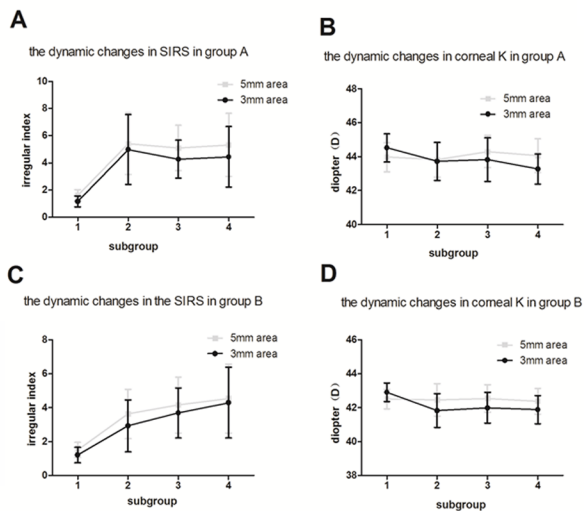 A
the dynamic changes in SIRS in group A
5mm area
3mm area
irregular index
10
8
6
4
2
0
1 2 3 4
subgroup
B
the dynamic changes in corneal K in group A
5mm area
3mm area
diopter（D）
48
46
44
42
40
1 2 3 4
subgroup
C
the dynamic changes in the SIRS in group B
5mm area
3mm area
irregular index
8
6
4
2
0
1 2 3 4
subgroup
D
the dynamic changes in corneal K in group B
5mm area
3mm area
diopter（D）
46
44
42
40
38
1 2 3 4
subgroup